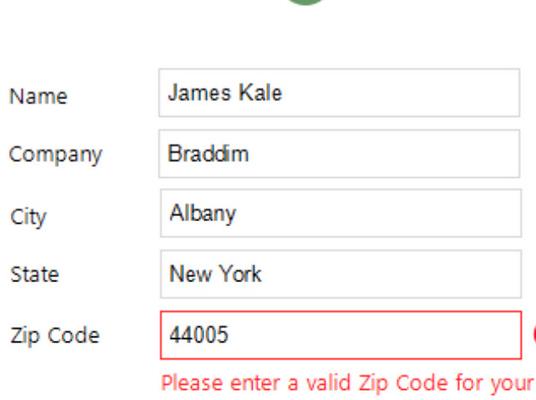 Name James Kale
Company Braddim
City Albany
State New York
Zip Code 44005
Please enter a valid Zip Code for your